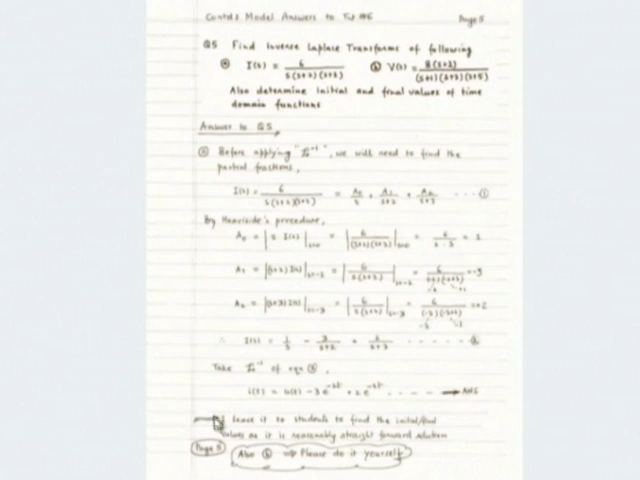 Contd: Model Answers to Tut #6 Page 5
Q5 Find Inverse Laplace Transforms of following
(a) I(s) = 6 / s(s+2)(s+3) (b) V(s) = 8(s+2) / (s+1)(s+3)(s+5)
Also determine initial and final values of time
domain functions
Answer to Q5,
(a) Before applying "L⁻¹", we will need to find the
partial fractions,
I(s) = 6 / s(s+2)(s+3) = A₀/s + A₁/s+2 + A₂/s+3 ---- (1)
By Heaviside's procedure,
A₀ = |s I(s)| s=0 = |6 / (s+2)(s+3)| s=0 = 6 / 2·3 = 1
A₁ = |(s+2) I(s)| s=-2 = |6 / s(s+3)| s=-2 = 6 / (-2)(-2+3) = -3
A₂ = |(s+3) I(s)| s=-3 = |6 / s(s+2)| s=-3 = 6 / (-3)(-3+2) = +2
∴ I(s) = 1/s - 3/s+2 + 2/s+3 ------ (2)
Take L⁻¹ of eqn
i(t) = u(t) - 3e^-2t + 2e^-3t ------ Ans
I leave it to students to find the initial/final
values as it is reasonably straight forward solution
Page 5 Also (b) ⇒ Please do it yourself